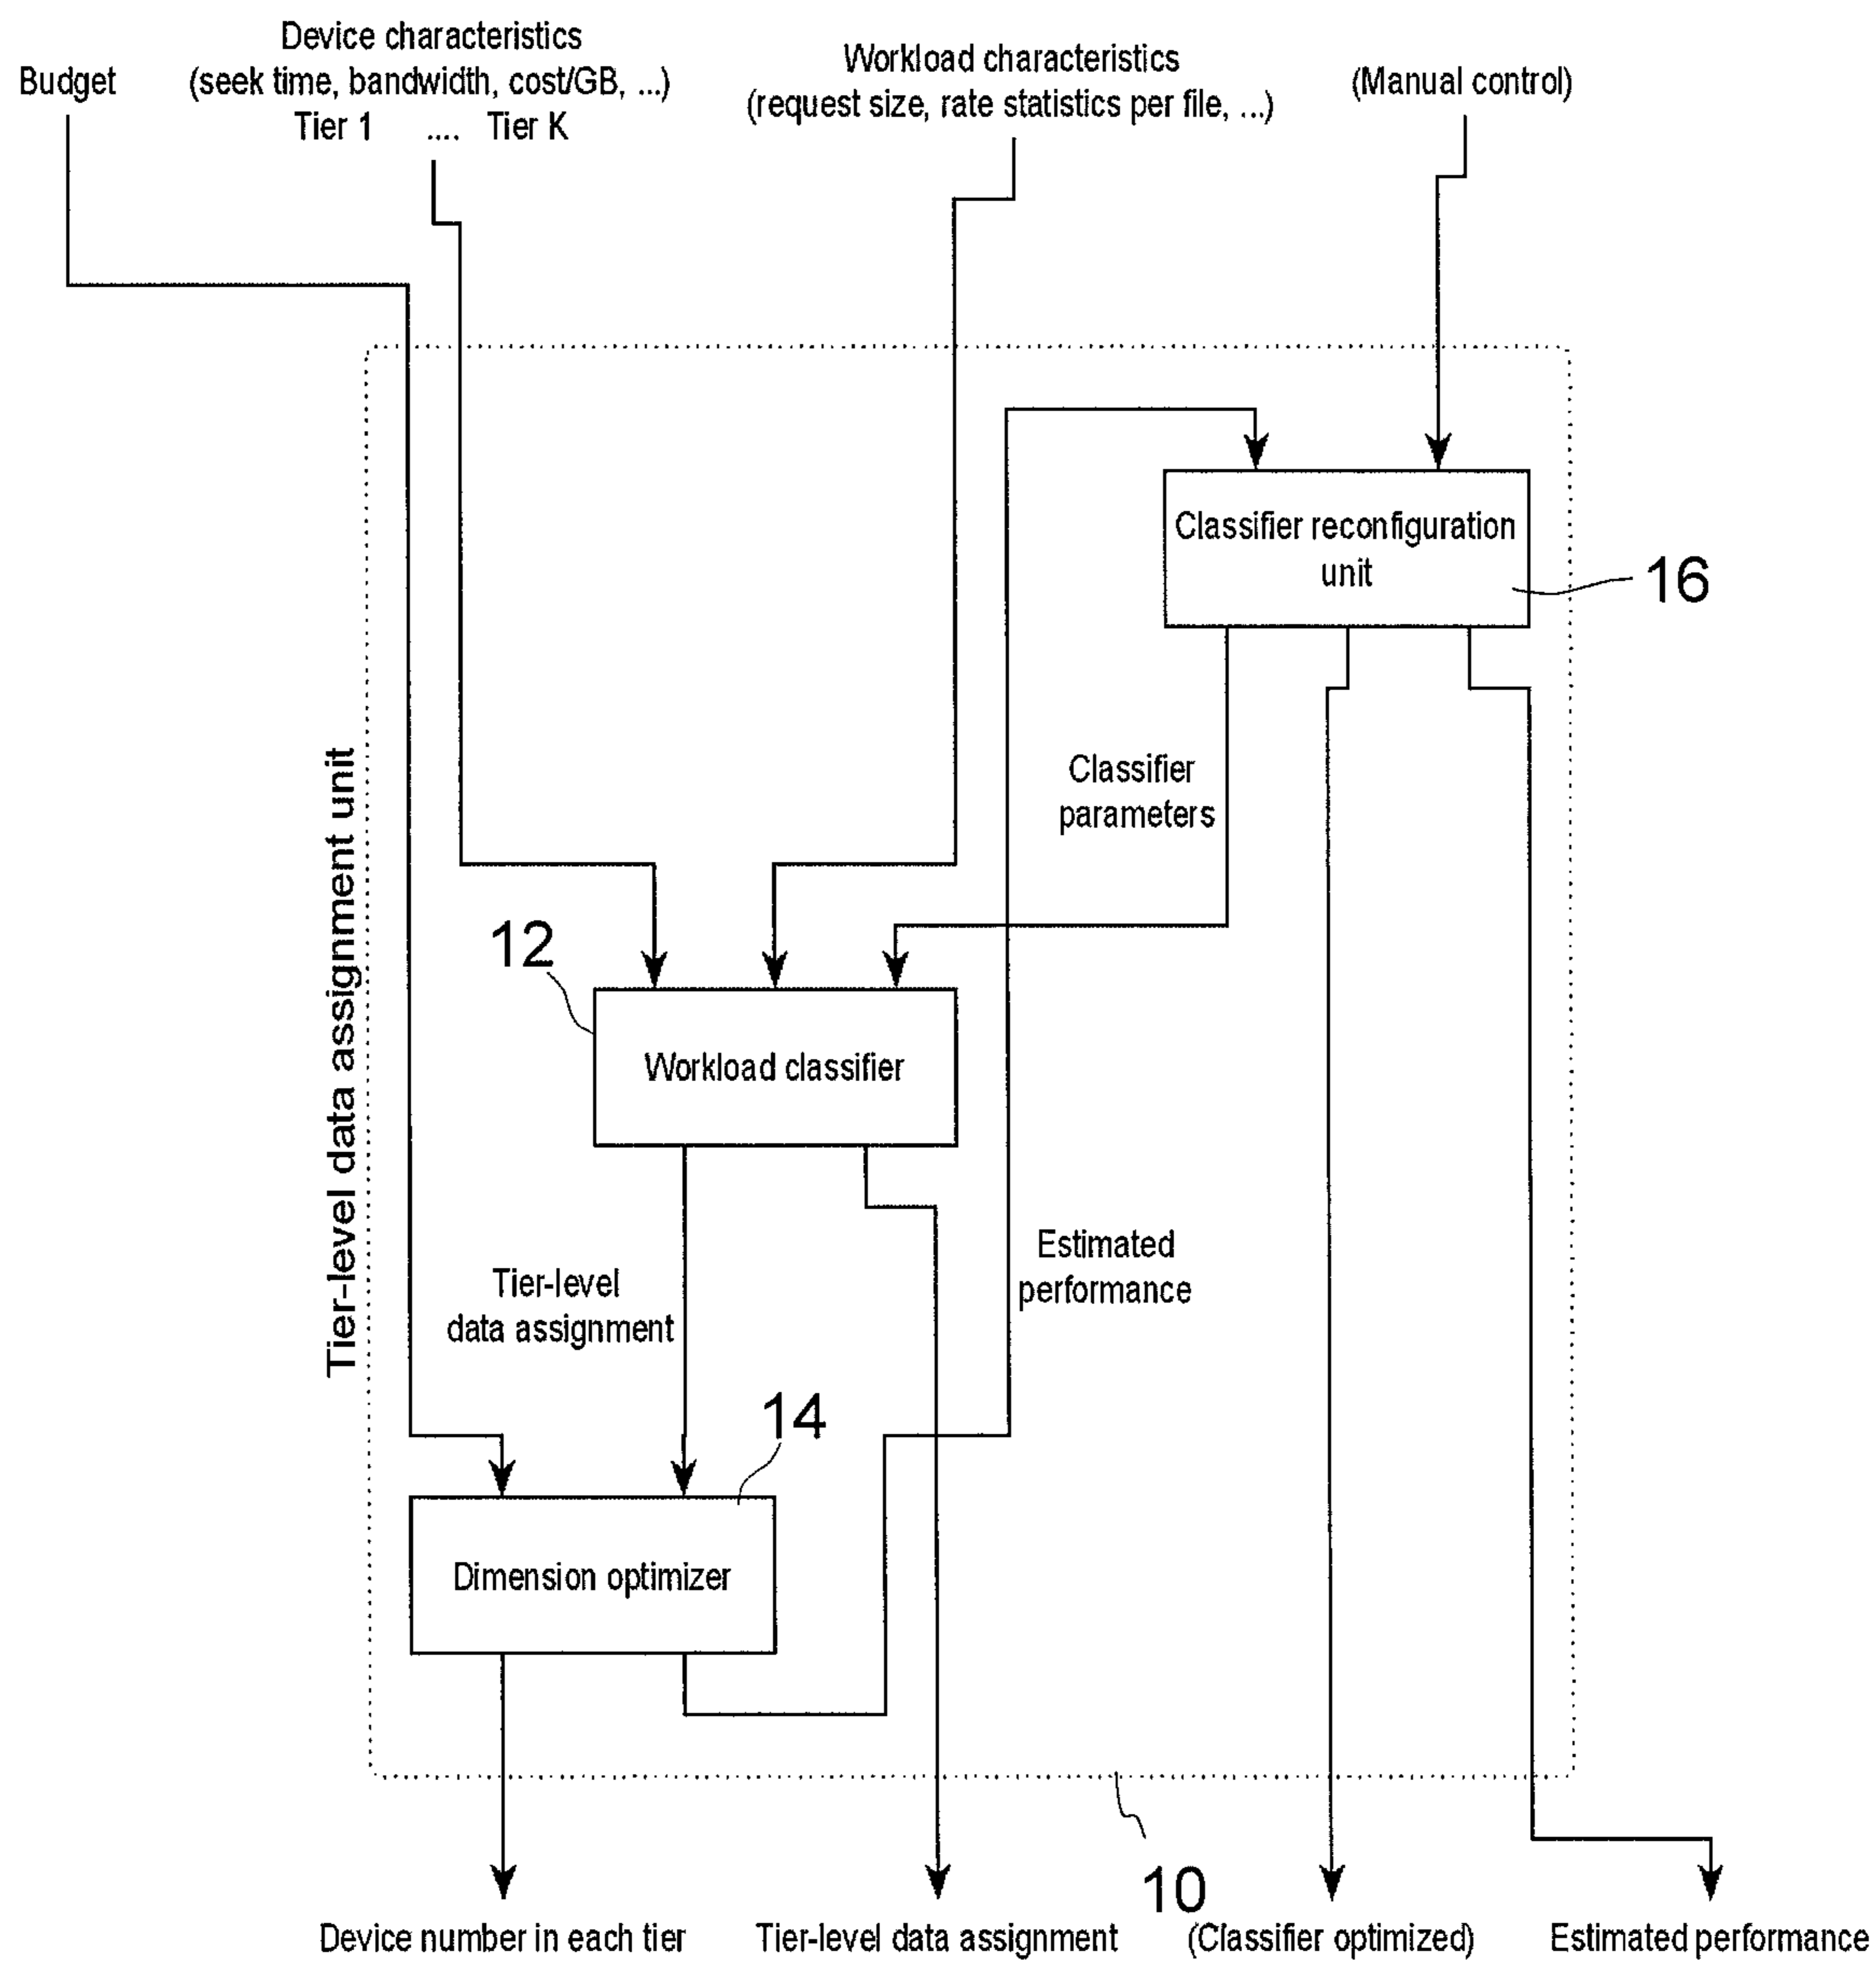 Budget
Device characteristics
(seek time, bandwidth, cost/GB, ...)
Tier 1 .... Tier K
Workload characteristics
(request size, rate statistics per file, ...)
(Manual control)
Classifier reconfiguration
unit
16
Classifier
parameters
Tier-level data assignment unit
12
Workload classifier
Estimated
performance
Tier-level
data assignment
14
Dimension optimizer
10
Device number in each tier
Tier-level data assignment
(Classifier optimized)
Estimated performance